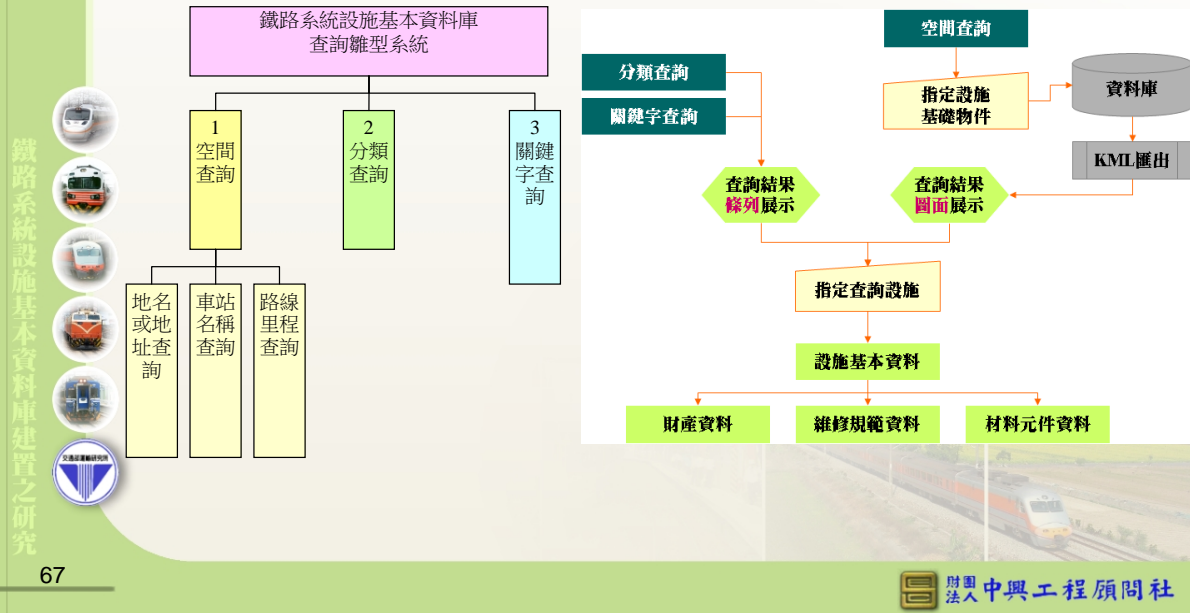 鐵路系統設施基本資料庫
查詢雛型系統
1
空間
查詢
2
分類
查詢
3
關鍵
字查
詢
地名
或地
址查
詢
車站
名稱
查詢
路線
里程
查詢
空間查詢
分類查詢
關鍵字查詢
指定設施
基礎物件
資料庫
KML匯出
查詢結果
條列展示
查詢結果
圖面展示
指定查詢設施
設施基本資料
財產資料
維修規範資料
材料元件資料
鐵路系統設施基本資料庫建置之研究
交通部運輸研究所
67
財團
法人
中興工程顧問社